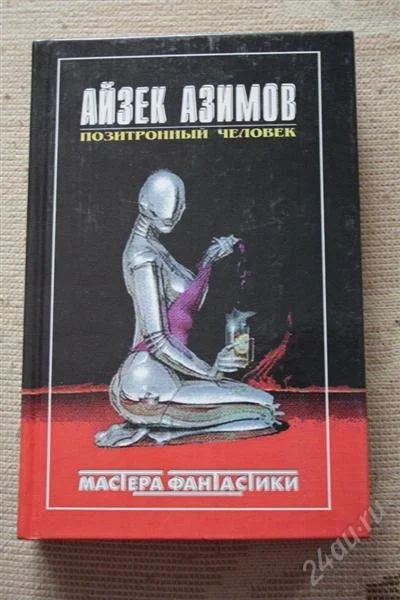 АЙЗЕК АЗИМОВ
ПОЗИТРОННЫЙ ЧЕЛОВЕК
МАСТЕРА ФАНТАСТИКИ
24au.ru